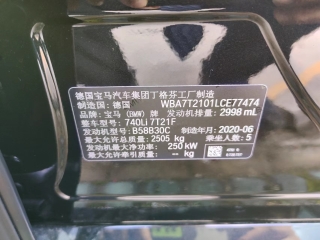 德国宝马汽车集团丁格芬工厂制造
制造国：德国 WBA7T2101LCE77474
品牌：宝马 (BMW) 牌 发动机排量：2998 mL
整车型号：740Li 7T21F
发动机型号：B58B30C 制造年月：2020-06
最大允许总质量：2505 kg 乘坐人数：5
发动机最大净功率：250 kW
最大允许牵引质量：-- kg